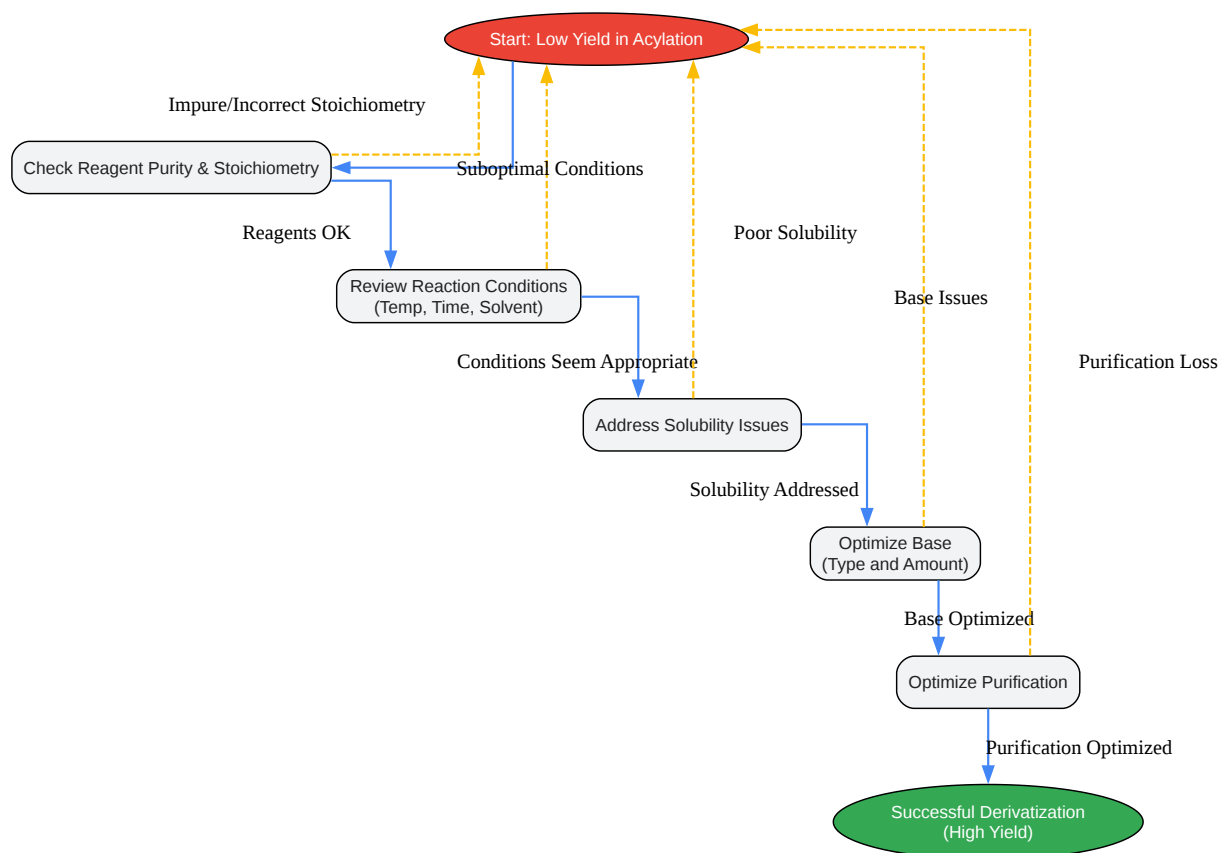 Start: Low Yield in Acylation
Impure/Incorrect Stoichiometry
Check Reagent Purity & Stoichiometry
Suboptimal Conditions
Reagents OK
Poor Solubility
Review Reaction Conditions
(Temp, Time, Solvent)
Base Issues
Conditions Seem Appropriate
Purification Loss
Address Solubility Issues
Solubility Addressed
Optimize Base
(Type and Amount)
Base Optimized
Optimize Purification
Purification Optimized
Successful Derivatization
(High Yield)